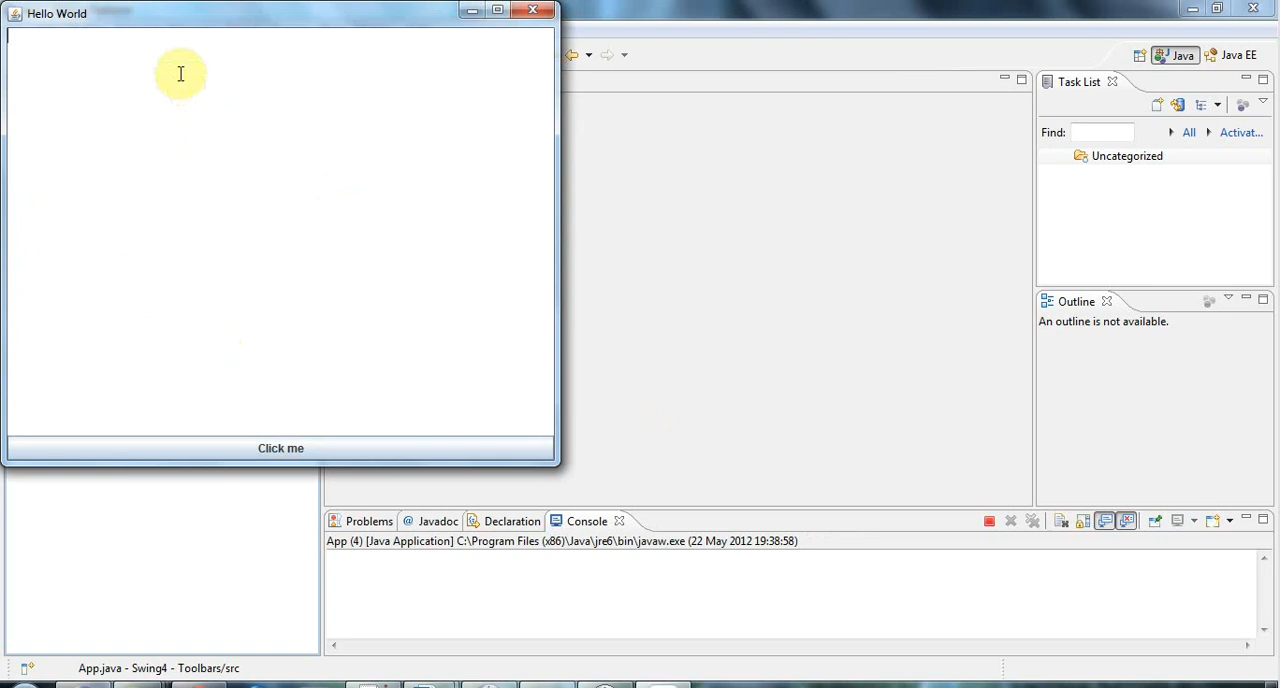 Hello World
Java
Java EE
Task List
Find:
All
Activat...
Uncategorized
Outline
An outline is not available.
Click me
Problems
@ Javadoc
Declaration
Console
App (4) [Java Application] C:\Program Files (x86)\Java\jre6\bin\javaw.exe (22 May 2012 19:38:58)
App.java - Swing4 - Toolbars/src